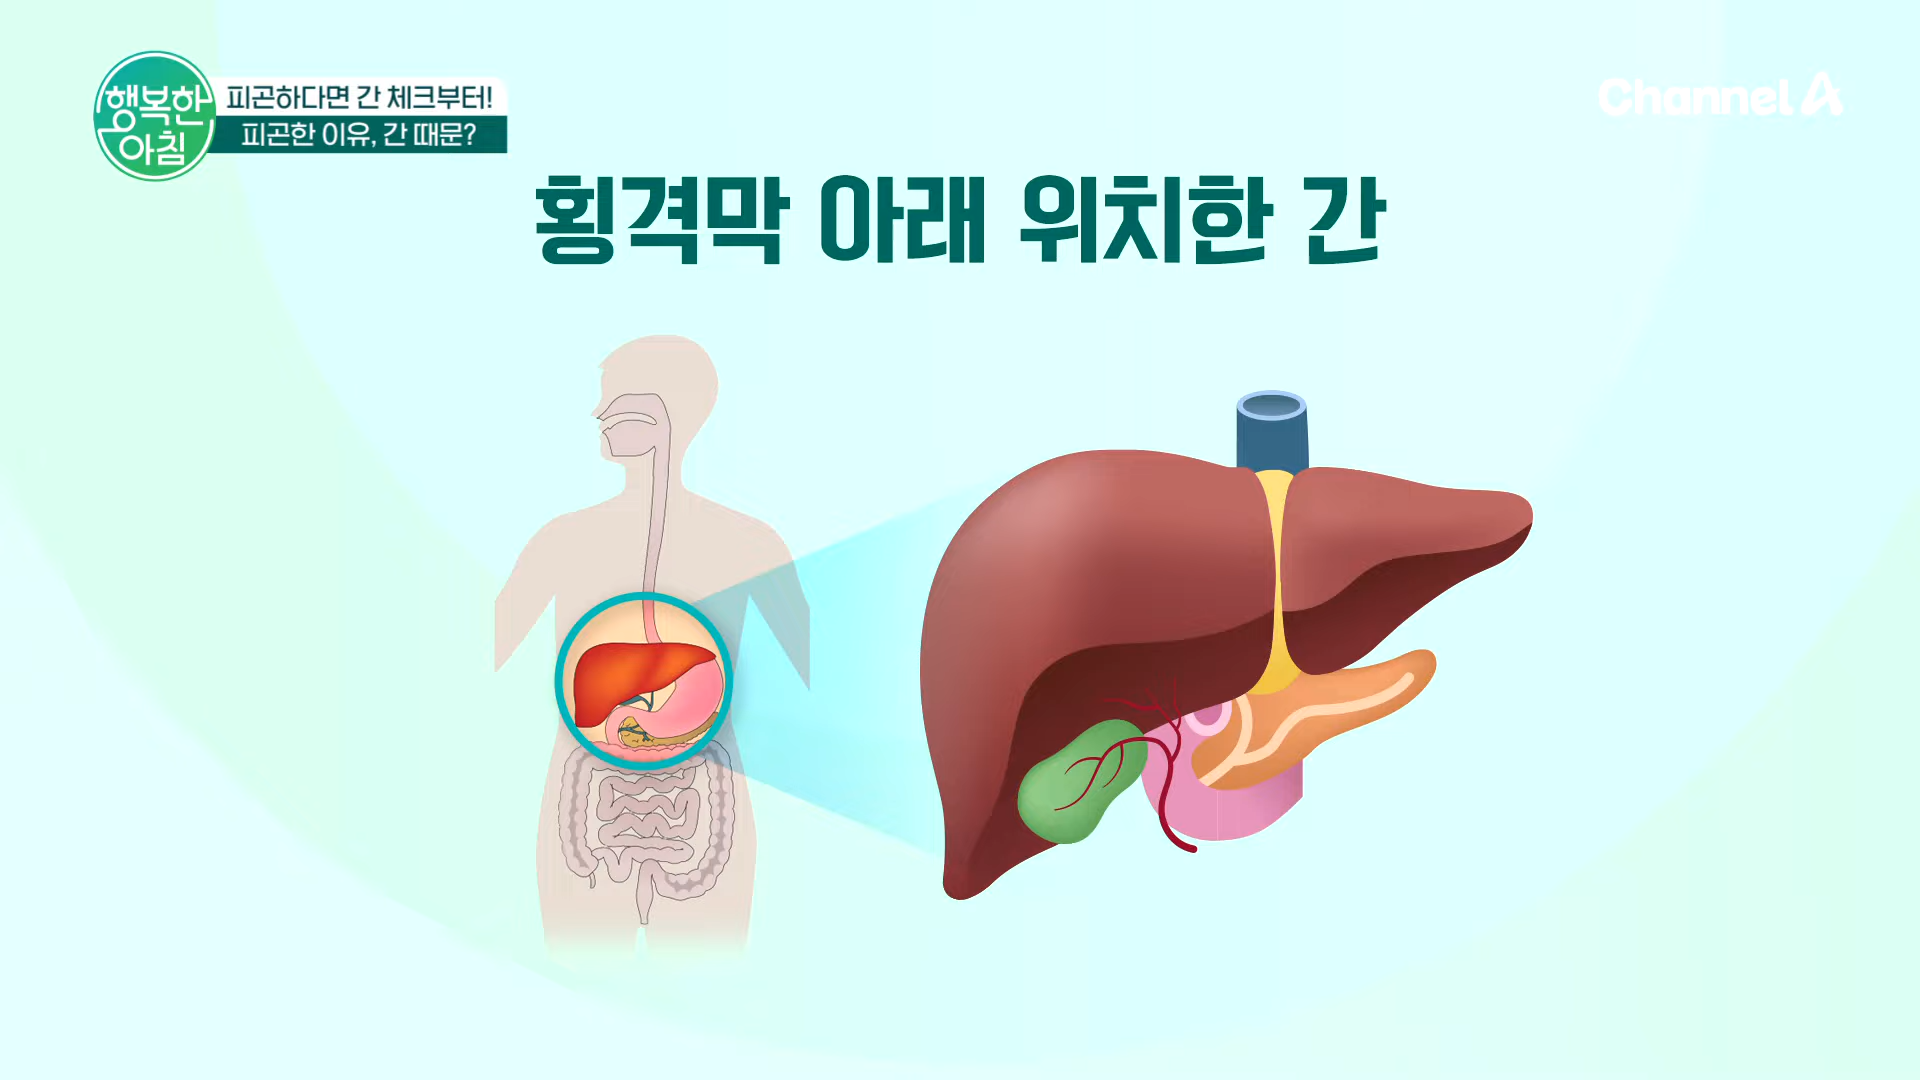 행복한
아침
피곤하다면 간 체크부터!
피곤한 이유, 간 때문?
Channel A
횡격막 아래 위치한 간